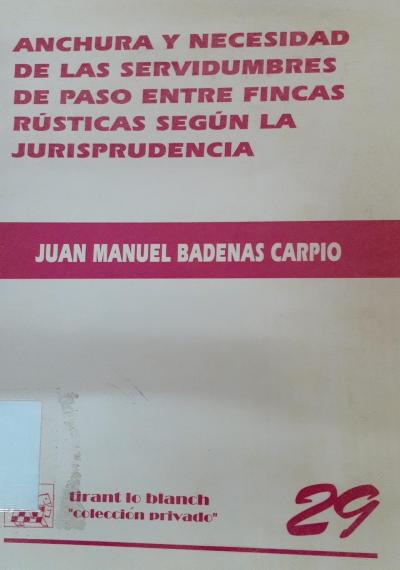 ANCHURA Y NECESIDAD
DE LAS SERVIDUMBRES
DE PASO ENTRE FINCAS
RÚSTICAS SEGÚN LA
JURISPRUDENCIA
JUAN MANUEL BADENAS CARPIO
tirant lo blanch
"colección privado"
29